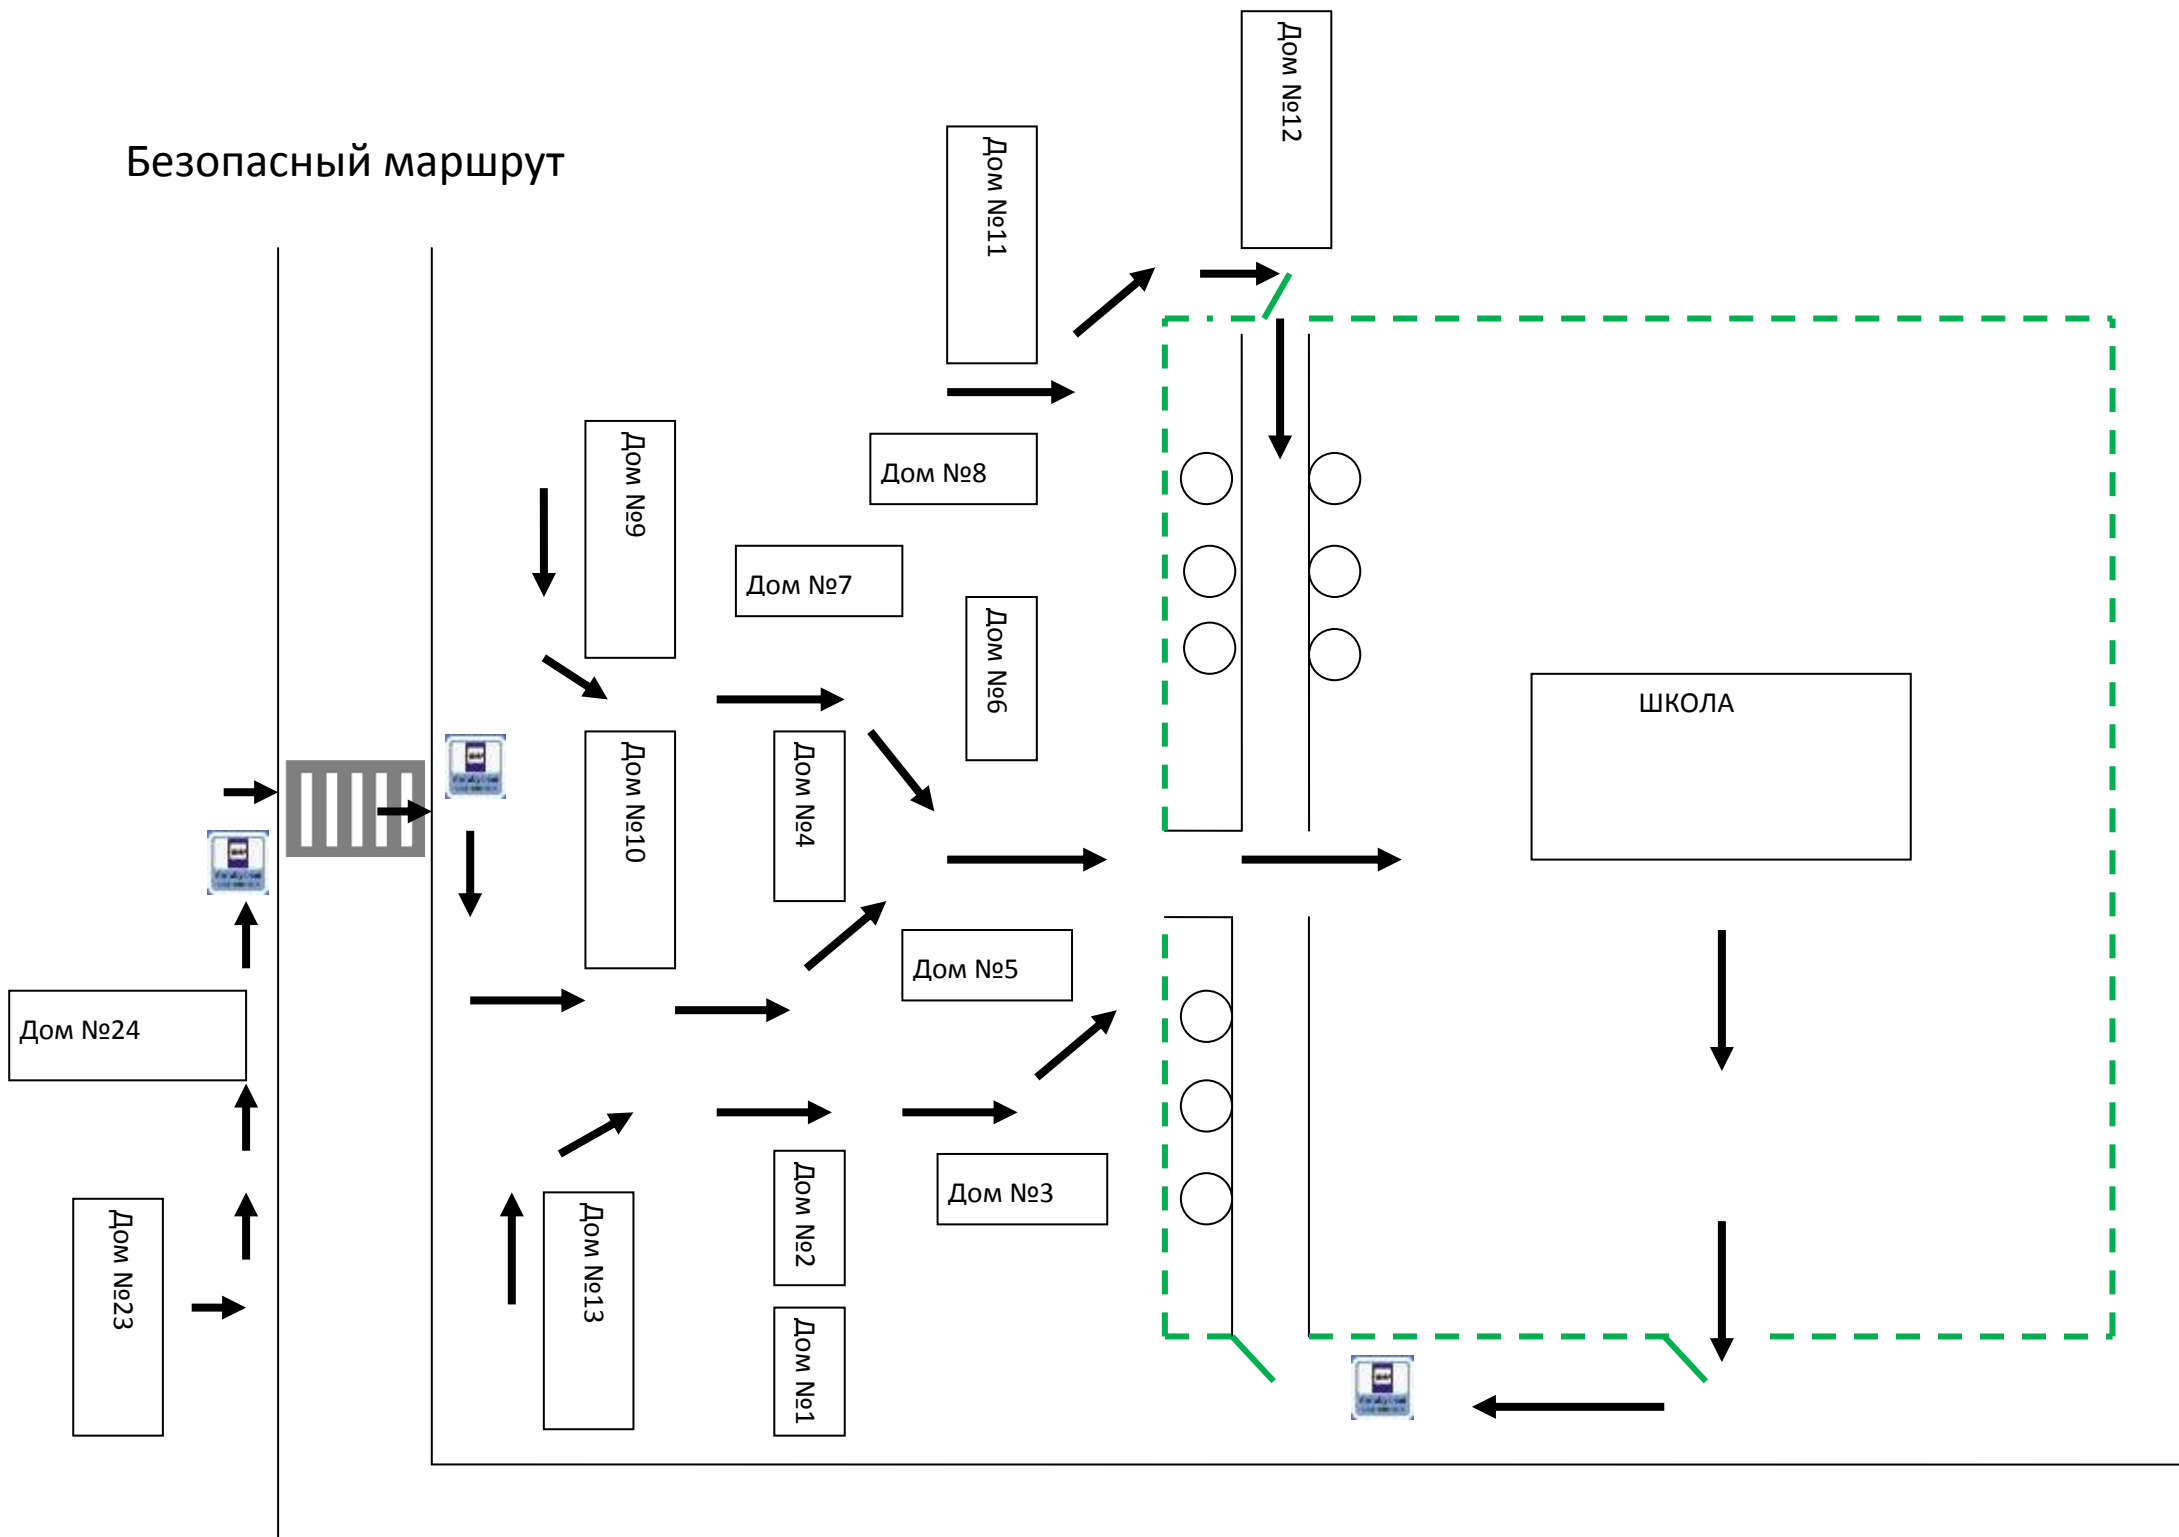 Безопасный маршрут
Дом №12
Дом №11
Дом №9
Дом №8
Дом №7
Дом №6
ШКОЛА
Дом №10
Дом №4
Дом №5
Дом №24
Дом №23
Дом №13
Дом №2
Дом №3
Дом №1